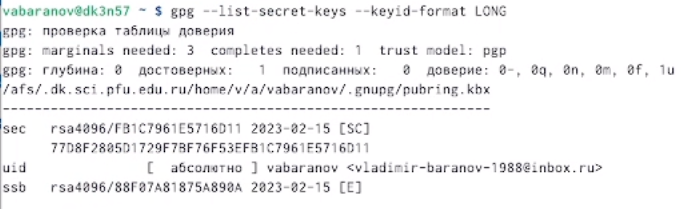 vabaranov@dk3n57 ~ $ gpg --list-secret-keys --keyid-format LONG
gpg: проверка таблицы доверия
gpg: marginals needed: 3  completes needed: 1  trust model: pgp
gpg: глубина: 0  достоверных:   1  подписанных:   0  доверие: 0-, 0q, 0n, 0m, 0f, 1u
/afs/.dk.sci.pfu.edu.ru/home/v/a/vabaranov/.gnupg/pubring.kbx
-------------------------------------------------------------
sec   rsa4096/FB1C7961E5716D11 2023-02-15 [SC]
      77D8F2805D1729F7BF76F53EFB1C7961E5716D11
uid              [  абсолютно ] vabaranov <vladimir-baranov-1988@inbox.ru>
ssb   rsa4096/88F07A81875A890A 2023-02-15 [E]